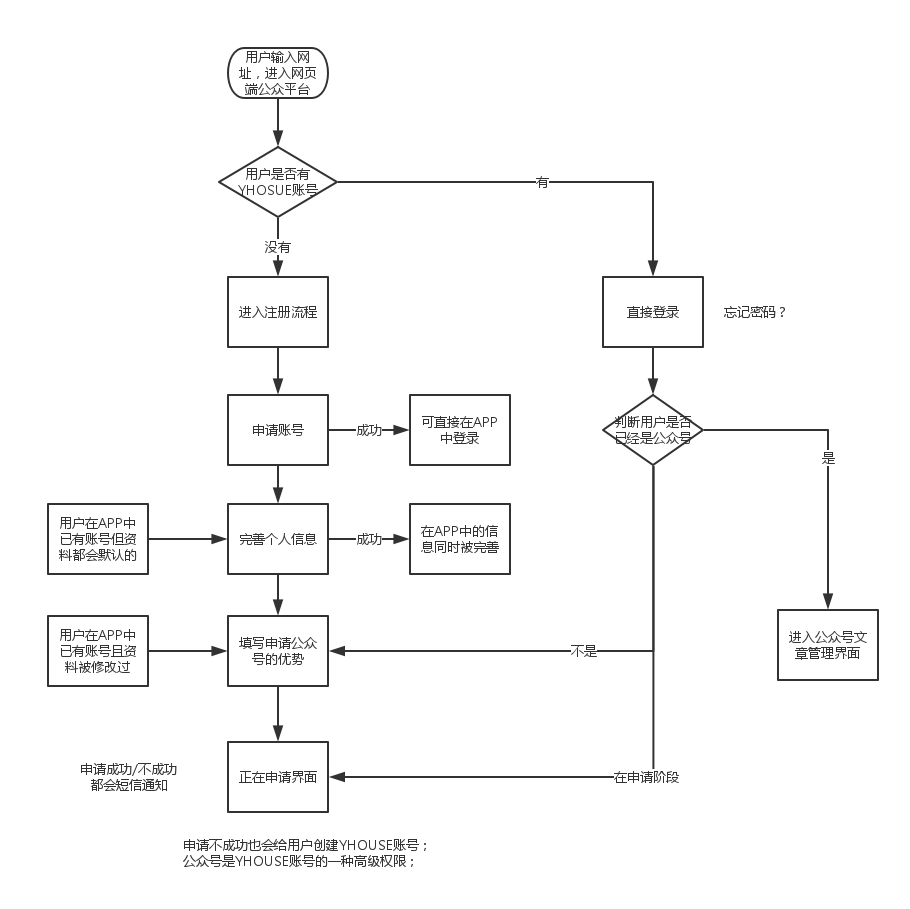 用户输入网
址，进入网页
端公众平台
用户是否有
YHOSUE账号
有
没有
进入注册流程
直接登录
忘记密码？
申请账号
成功
可直接在APP
中登录
判断用户是否
已经是公众号
是
用户在APP中
已有账号但资
料都会默认的
完善个人信息
成功
在APP中的信
息同时被完善
用户在APP中
已有账号且资
料被修改过
填写申请公众
号的优势
不是
进入公众号文
章管理界面
申请成功/不成功
都会短信通知
正在申请界面
在申请阶段
申请不成功也会给用户创建YHOUSE账号；
公众号是YHOUSE账号的一种高级权限；